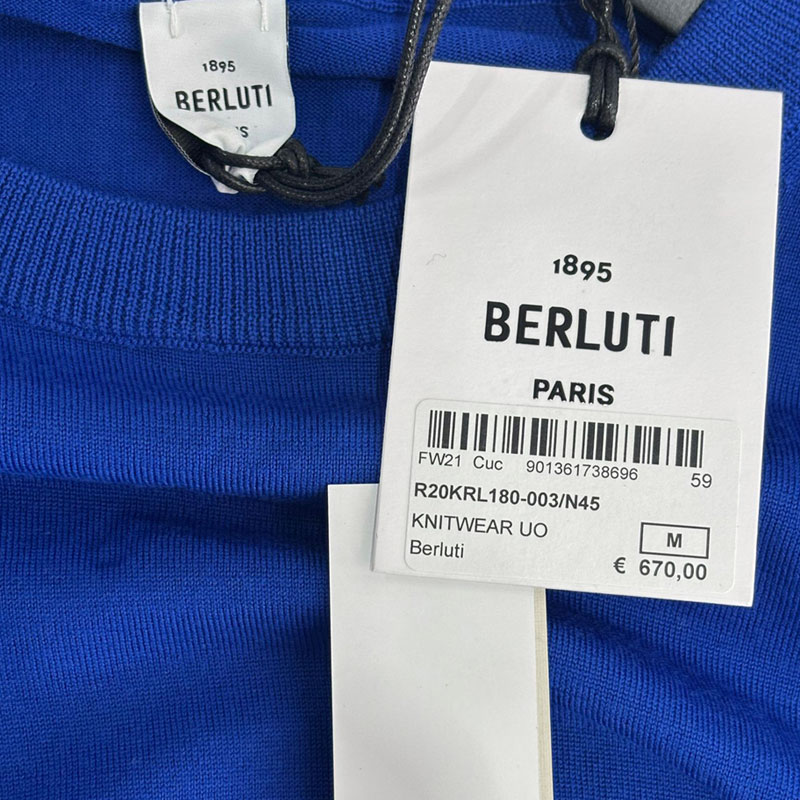 1895
BERLUTI
1895
BERLUTI
PARIS
FW21 Cuc 901361738696 59
R20KRL180-003/N45
KNITWEAR UO
M
Berluti
€ 670,00